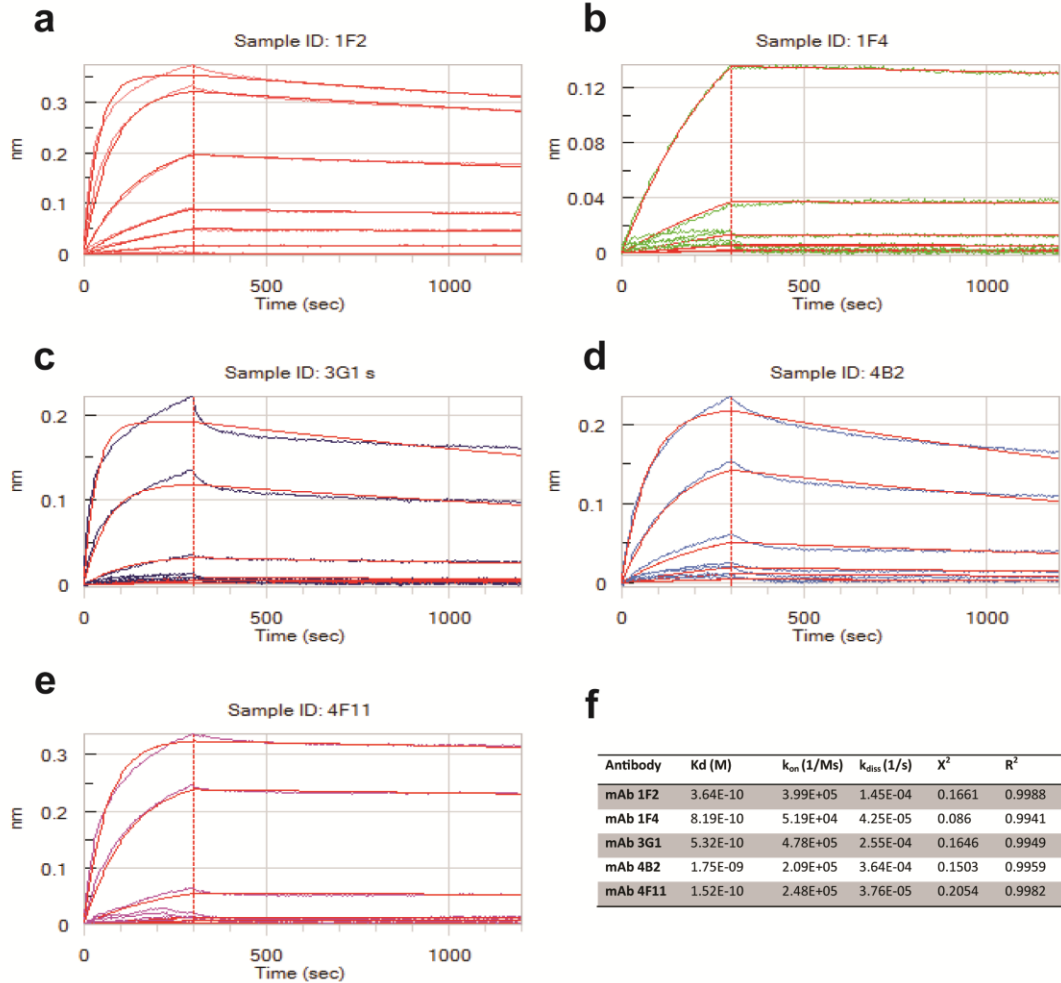 a
Sample ID: 1F2
nm
0.3
0.2
0.1
0
0 500 1000
Time (sec)
b
Sample ID: 1F4
nm
0.12
0.08
0.04
0
0 500 1000
Time (sec)
c
Sample ID: 3G1 s
nm
0.2
0.1
0
0 500 1000
Time (sec)
d
Sample ID: 4B2
nm
0.2
0.1
0
0 500 1000
Time (sec)
e
Sample ID: 4F11
nm
0.3
0.2
0.1
0
0 500 1000
Time (sec)
f
Antibody Kd (M) kon (1/Ms) kdiss (1/s) X² R²
mAb 1F2 3.64E-10 3.99E+05 1.45E-04 0.1661 0.9988
mAb 1F4 8.19E-10 5.19E+04 4.25E-05 0.086 0.9941
mAb 3G1 5.32E-10 4.78E+05 2.55E-04 0.1646 0.9949
mAb 4B2 1.75E-09 2.09E+05 3.64E-04 0.1503 0.9959
mAb 4F11 1.52E-10 2.48E+05 3.76E-05 0.2054 0.9982